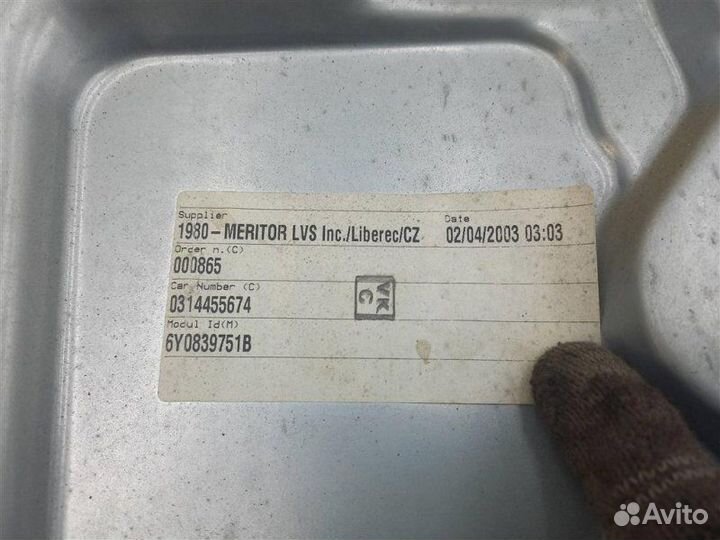 Supplier
1980-MERITOR LVS Inc./Liberec/CZ
Date
02/04/2003 03:03
Order n.(C)
000865
Car Number (C)
0314455674
VK
C
Modul Id(M)
6Y0839751B
Avito